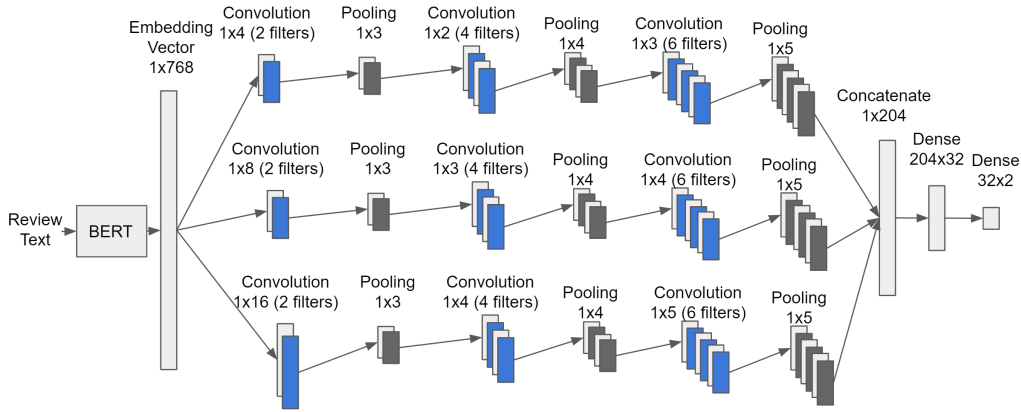 Embedding
Vector
1x768
Convolution
1x4 (2 filters)
Pooling
1x3
Convolution
1x2 (4 filters)
Pooling
1x4
Convolution
1x3 (6 filters)
Pooling
1x5
Convolution
1x8 (2 filters)
Pooling
1x3
Convolution
1x3 (4 filters)
Pooling
1x4
Convolution
1x4 (6 filters)
Pooling
1x5
Review
Text
BERT
Convolution
1x16 (2 filters)
Pooling
1x3
Convolution
1x4 (4 filters)
Pooling
1x4
Convolution
1x5 (6 filters)
Pooling
1x5
Concatenate
1x204
Dense
204x32
Dense
32x2